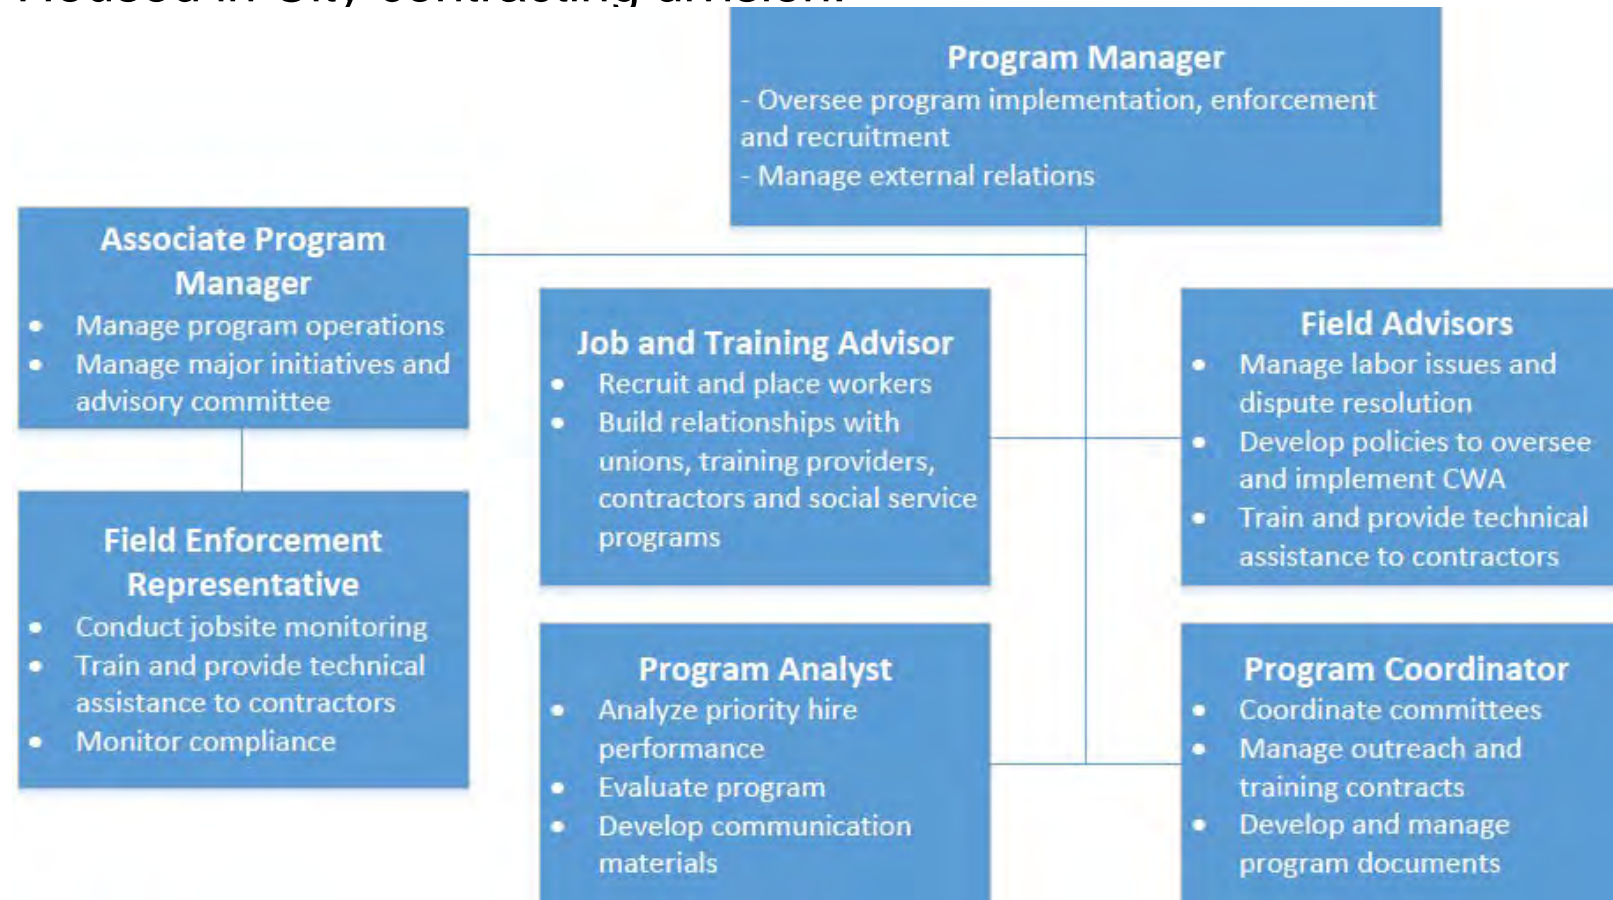 Housed in City contracting division.
Program Manager
- Oversee program implementation, enforcement
and recruitment
- Manage external relations
Associate Program
Manager
• Manage program operations
• Manage major initiatives and
advisory committee
Job and Training Advisor
• Recruit and place workers
• Build relationships with
unions, training providers,
contractors and social service
programs
Field Advisors
• Manage labor issues and
dispute resolution
• Develop policies to oversee
and implement CWA
• Train and provide technical
assistance to contractors
Field Enforcement
Representative
• Conduct jobsite monitoring
• Train and provide technical
assistance to contractors
• Monitor compliance
Program Analyst
• Analyze priority hire
performance
• Evaluate program
• Develop communication
materials
Program Coordinator
• Coordinate committees
• Manage outreach and
training contracts
• Develop and manage
program documents